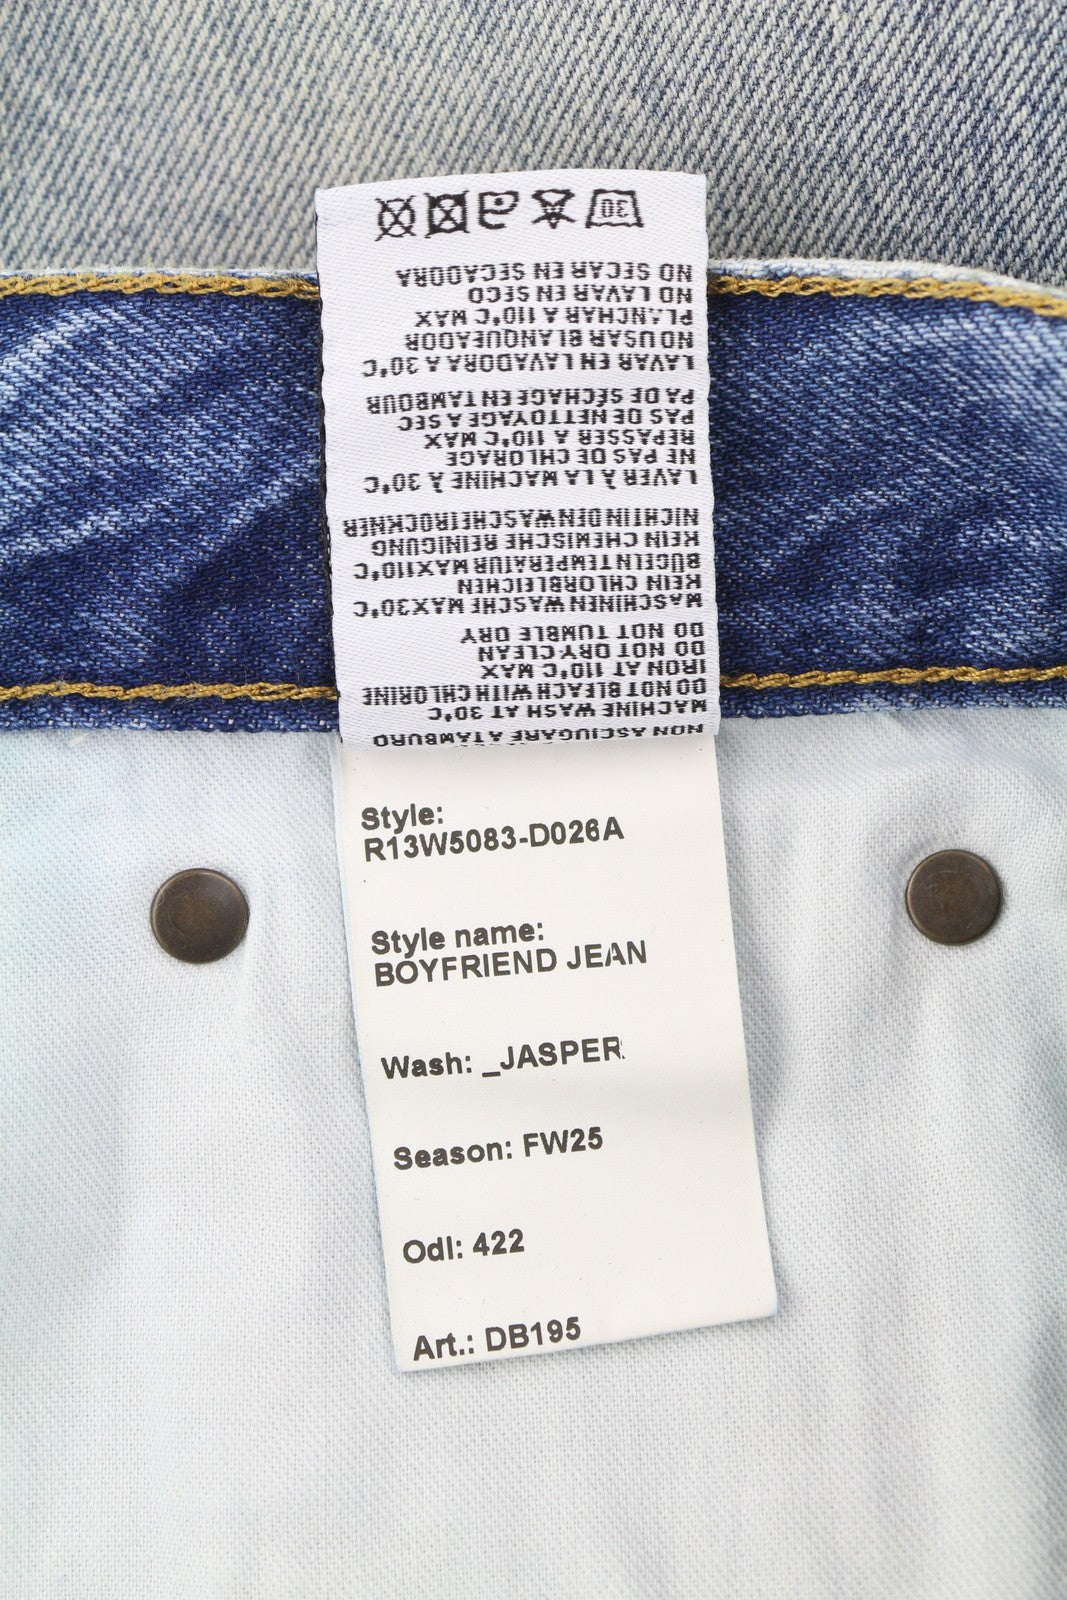 NON ASCIUGARE A TAMBURO
MACHINE WASH AT 30°C
DO NOT BLEACH WITH CHLORINE
IRON AT 110°C MAX
DO NOT DRY CLEAN
DO NOT TUMBLE DRY
MASCHINEN WASCHE MAX30°C
KEIN CHLORBLEICHEN
BÜGELN TEMPERATUR MAX110°C
KEIN CHEMISCHE REINIGUNG
NICHT IN DEN WASCHETROCKNER
LAVER À LA MACHINE À 30°C
NE PAS DE CHLORAGE
REPASSER A 110°C MAX
PAS DE NETTOYAGE A SEC
PA DE SÉCHAGE EN TAMBOUR
LAVAR EN LAVADORA A 30°C
NO USAR BLANQUEADOR
PLANCHAR A 110°C MAX
NO LAVAR EN SECO
NO SECAR EN SECADORA
30
Style:
R13W5083-D026A
Style name:
BOYFRIEND JEAN
Wash: _JASPER
Season: FW25
Odl: 422
Art.: DB195